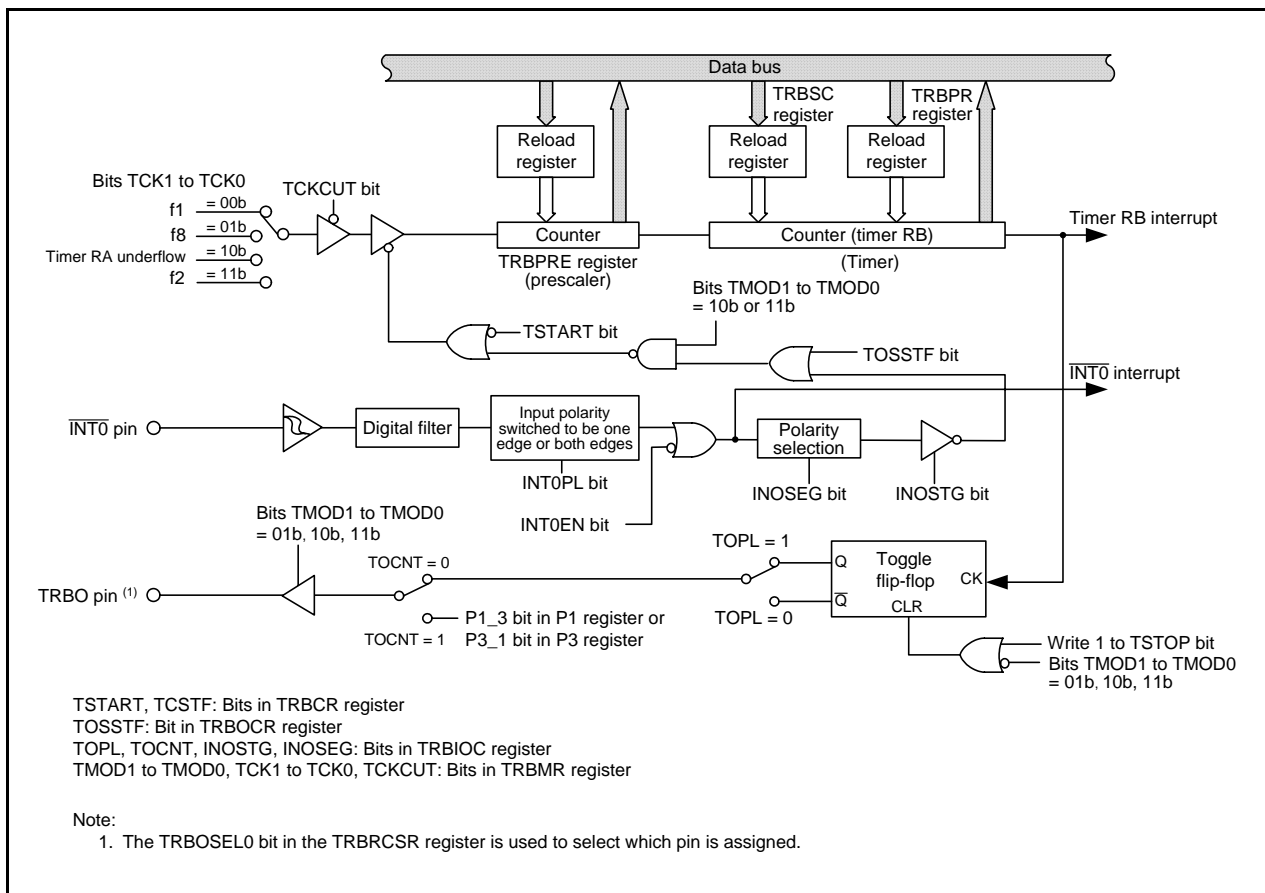 Data bus
TRBSC
register
TRBPR
register
Reload
register
Reload
register
Reload
register
Bits TCK1 to TCK0
TCKCUT bit
f1
= 00b
f8
= 01b
Timer RA underflow
= 10b
f2
= 11b
Counter
Counter (timer RB)
Timer RB interrupt
TRBPRE register
(prescaler)
(Timer)
Bits TMOD1 to TMOD0
= 10b or 11b
TSTART bit
TOSSTF bit
INT0 interrupt
INT0 pin
Digital filter
Input polarity
switched to be one
edge or both edges
Polarity
selection
INT0PL bit
INOSEG bit
INOSTG bit
INT0EN bit
Bits TMOD1 to TMOD0
= 01b, 10b, 11b
TOCNT = 0
TOPL = 1
Q
Toggle
flip-flop
CK
TRBO pin (1)
P1_3 bit in P1 register or
TOCNT = 1
P3_1 bit in P3 register
TOPL = 0
Q
CLR
Write 1 to TSTOP bit
Bits TMOD1 to TMOD0
= 01b, 10b, 11b
TSTART, TCSTF: Bits in TRBCR register
TOSSTF: Bit in TRBOCR register
TOPL, TOCNT, INOSTG, INOSEG: Bits in TRBIOC register
TMOD1 to TMOD0, TCK1 to TCK0, TCKCUT: Bits in TRBMR register
Note:
1. The TRBOSEL0 bit in the TRBRCSR register is used to select which pin is assigned.